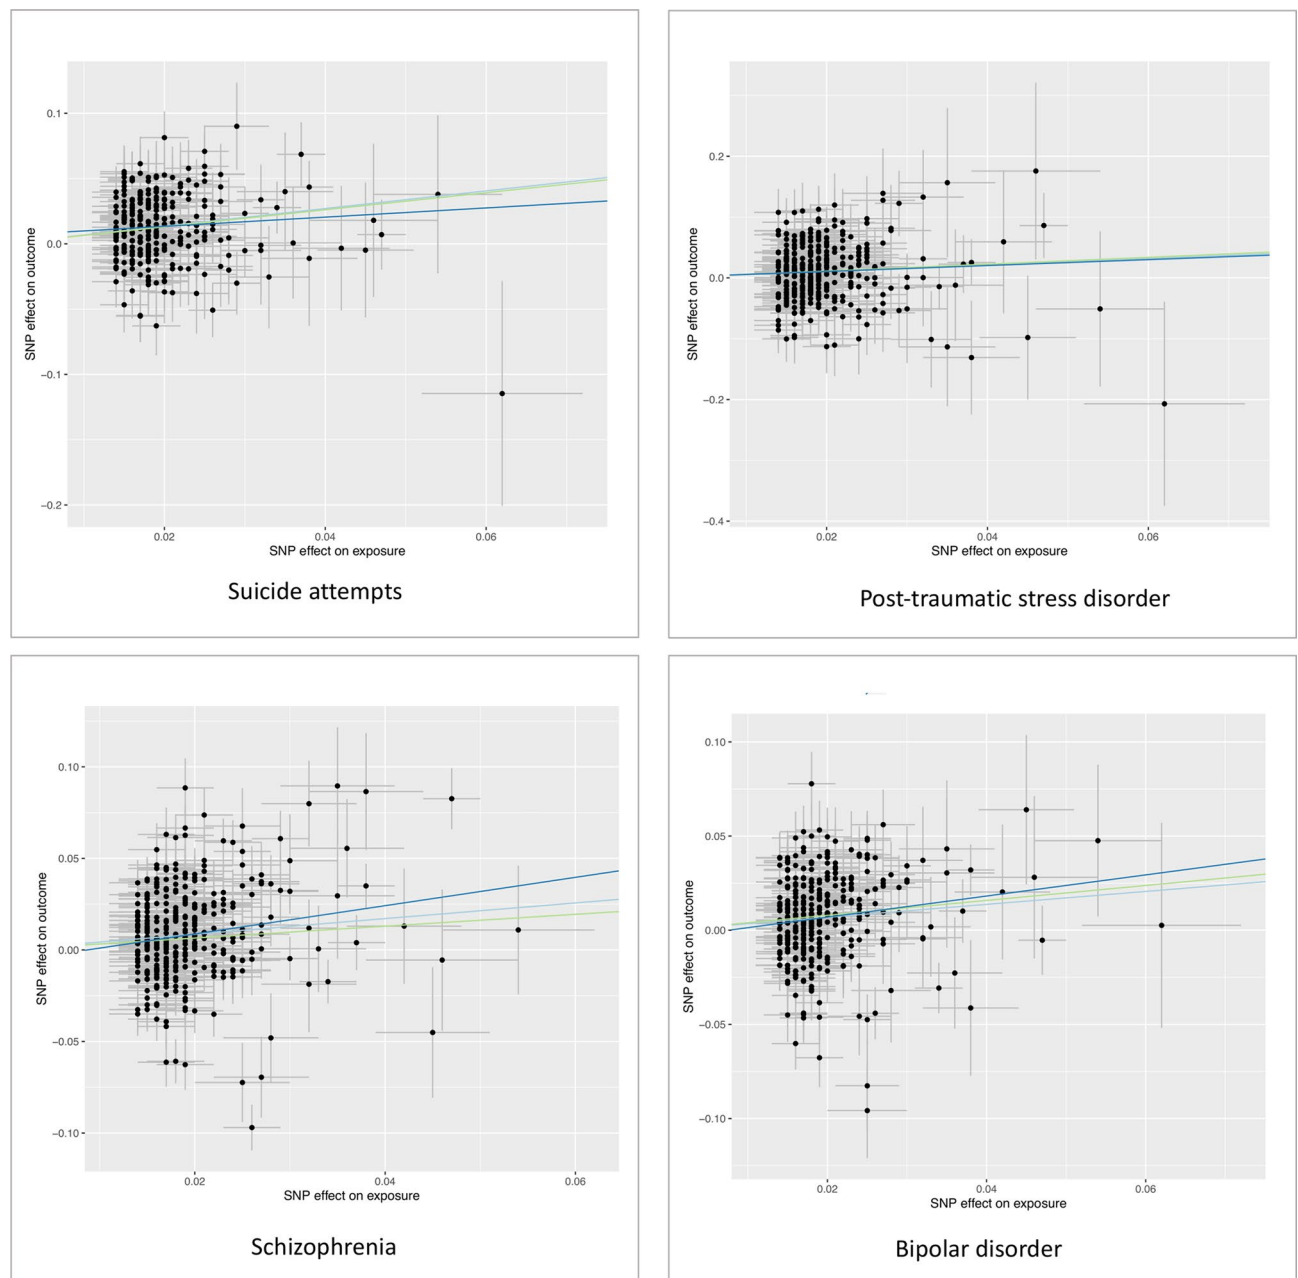 0.1
0.0
−0.1
−0.2
SNP effect on outcome
0.02
0.04
0.06
SNP effect on exposure
Suicide attempts
0.2
0.0
−0.2
−0.4
SNP effect on outcome
0.02
0.04
0.06
SNP effect on exposure
Post-traumatic stress disorder
0.10
0.05
0.00
−0.05
−0.10
SNP effect on outcome
0.02
0.04
0.06
SNP effect on exposure
Schizophrenia
0.10
0.05
0.00
−0.05
−0.10
SNP effect on outcome
0.02
0.04
0.06
SNP effect on exposure
Bipolar disorder